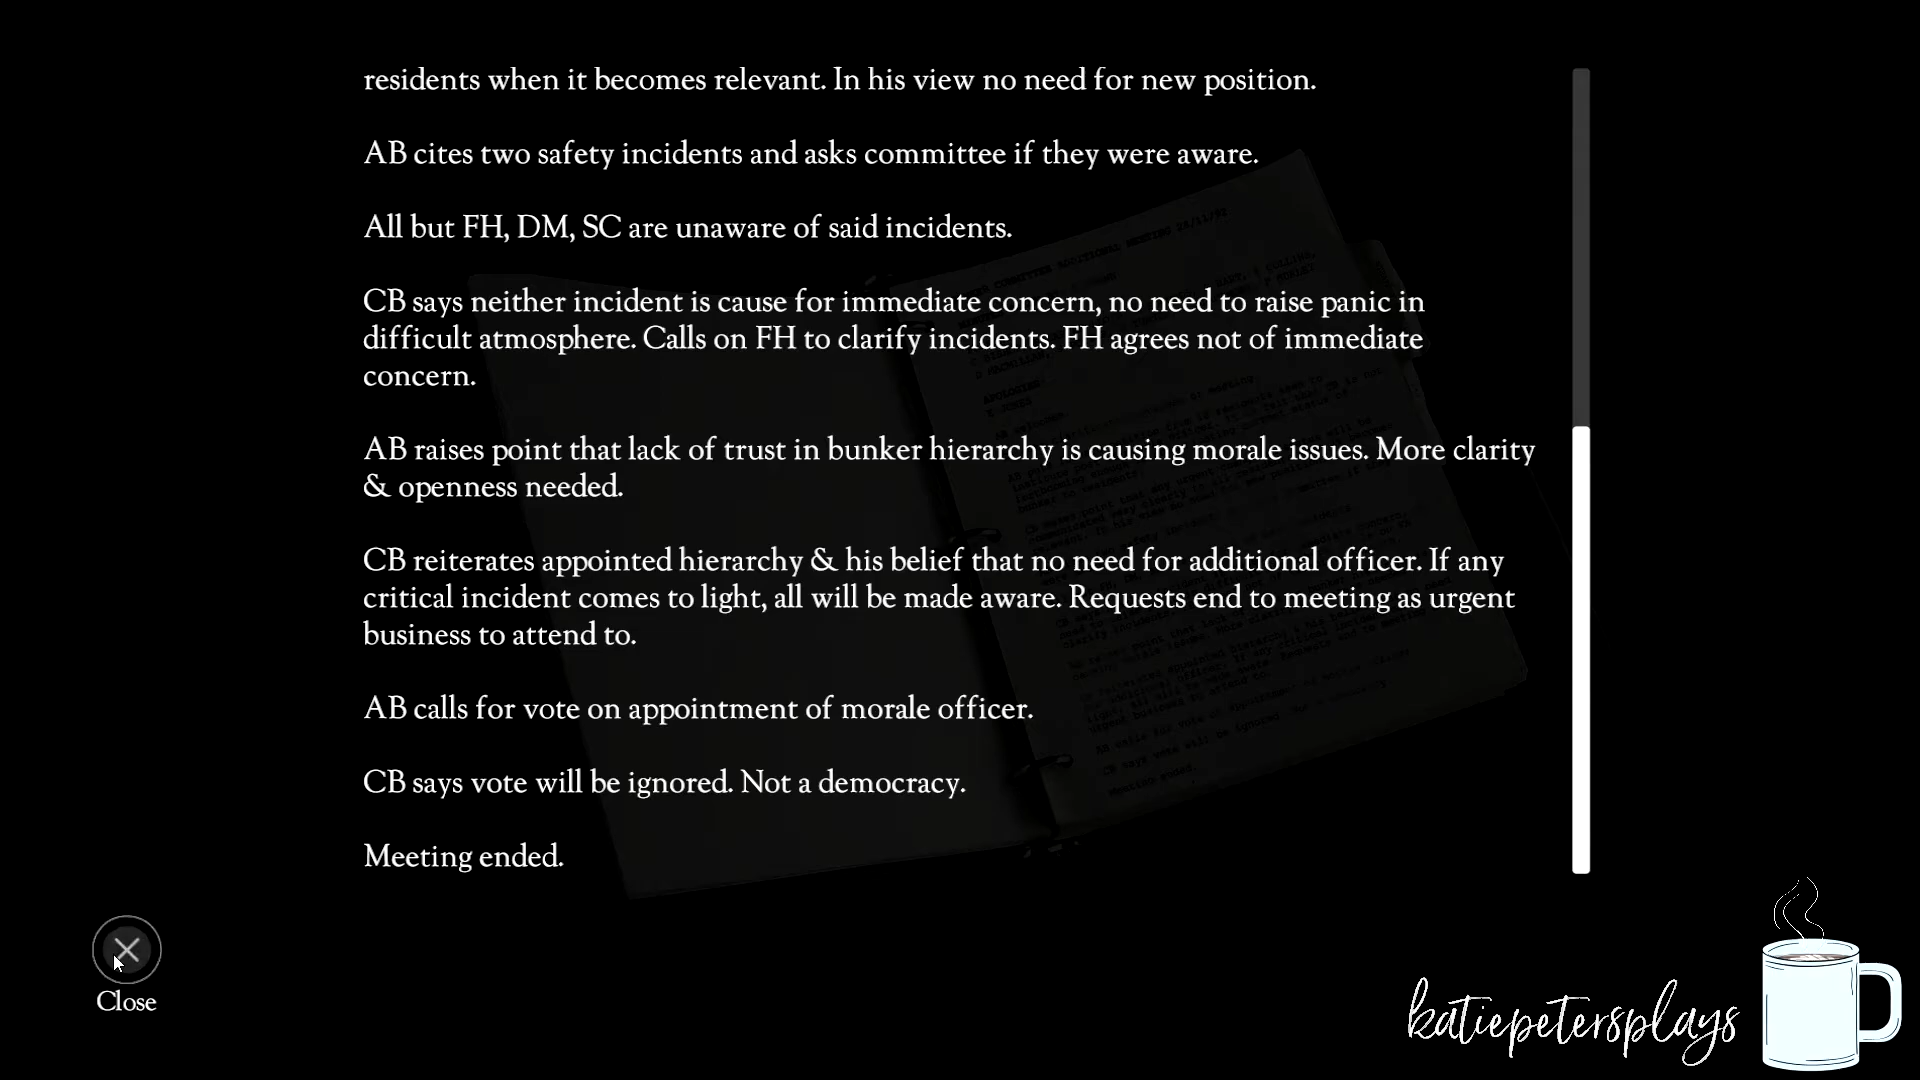 residents when it becomes relevant. In his view no need for new position.
AB cites two safety incidents and asks committee if they were aware.
All but FH, DM, SC are unaware of said incidents.
CB says neither incident is cause for immediate concern, no need to raise panic in
difficult atmosphere. Calls on FH to clarify incidents. FH agrees not of immediate
concern.
AB raises point that lack of trust in bunker hierarchy is causing morale issues. More clarity
& openness needed.
CB reiterates appointed hierarchy & his belief that no need for additional officer. If any
critical incident comes to light, all will be made aware. Requests end to meeting as urgent
business to attend to.
AB calls for vote on appointment of morale officer.
CB says vote will be ignored. Not a democracy.
Meeting ended.
Close
katiepetersplays